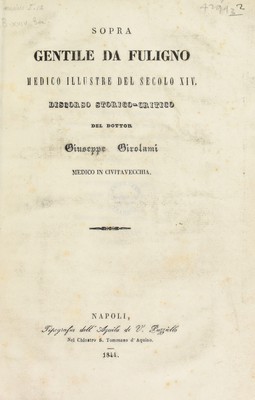 SOPRA
GENTILE DA FULIGNO
MEDICO ILLUSTRE DEL SECOLO XIV.
DISCORSO STORICO-CRITICO
DEL DOTTOR
Giuseppe Girolami
MEDICO IN CIVITAVECCHIA.
NAPOLI,
Tipografia dell' Aquila di V. Puzziello
Nel Chiostro S. Tommaso d'Aquino.
1844.